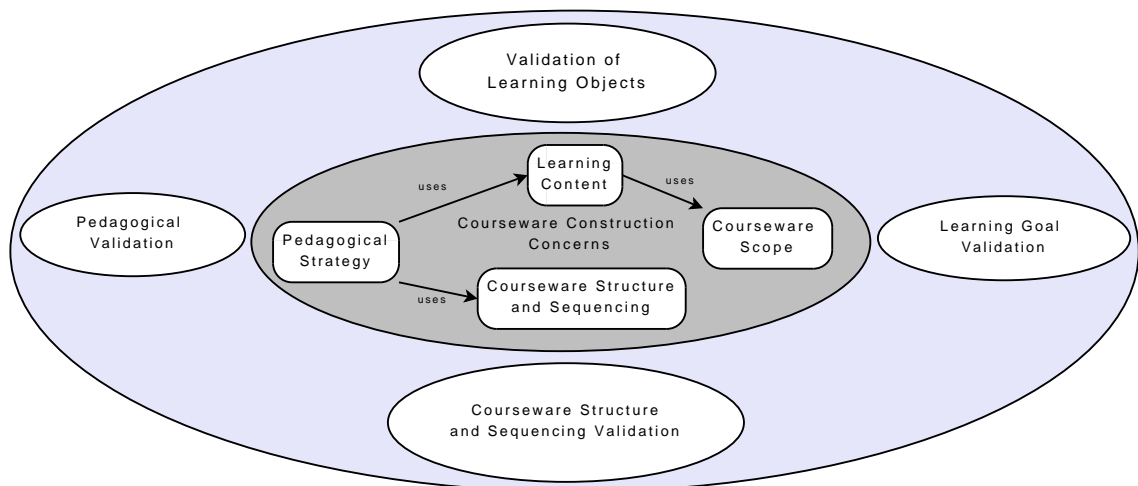 Validation of
Learning Objects
Learning
Content
uses
uses
Pedagogical
Validation
Pedagogical
Strategy
Courseware Construction
Concerns
Courseware
Scope
Learning Goal
Validation
uses
Courseware Structure
and Sequencing
Courseware Structure
and Sequencing Validation